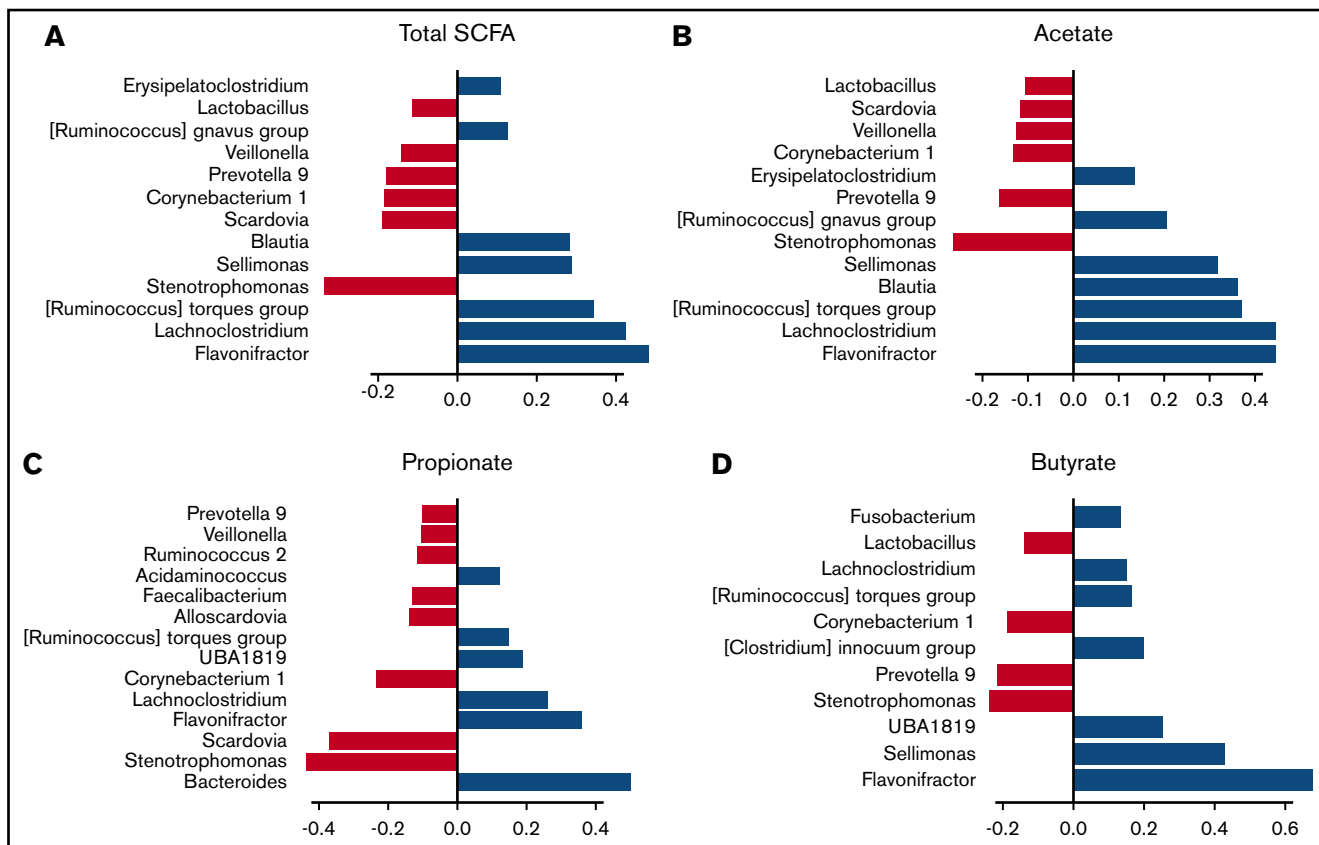 A
Total SCFA
Erysipelatoclostridium
Lactobacillus
[Ruminococcus] gnavus group
Veillonella
Prevotella 9
Corynebacterium 1
Scardovia
Blautia
Sellimonas
Stenotrophomonas
[Ruminococcus] torques group
Lachnoclostridium
Flavonifractor
-0.2 0.0 0.2 0.4
B
Acetate
Lactobacillus
Scardovia
Veillonella
Corynebacterium 1
Erysipelatoclostridium
Prevotella 9
[Ruminococcus] gnavus group
Stenotrophomonas
Sellimonas
Blautia
[Ruminococcus] torques group
Lachnoclostridium
Flavonifractor
-0.2 -0.1 0.0 0.1 0.2 0.3 0.4
C
Propionate
Prevotella 9
Veillonella
Ruminococcus 2
Acidaminococcus
Faecalibacterium
Alloscardovia
[Ruminococcus] torques group
UBA1819
Corynebacterium 1
Lachnoclostridium
Flavonifractor
Scardovia
Stenotrophomonas
Bacteroides
-0.4 -0.2 0.0 0.2 0.4
D
Butyrate
Fusobacterium
Lactobacillus
Lachnoclostridium
[Ruminococcus] torques group
Corynebacterium 1
[Clostridium] innocuum group
Prevotella 9
Stenotrophomonas
UBA1819
Sellimonas
Flavonifractor
-0.2 0.0 0.2 0.4 0.6